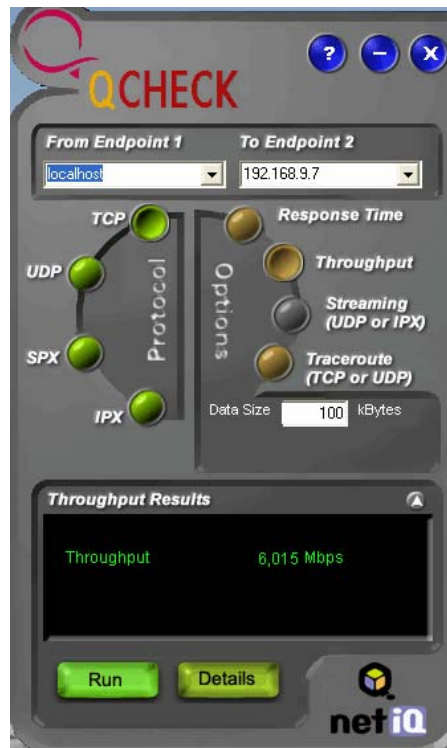 QCHECK
?
–
X
From Endpoint 1
To Endpoint 2
localhost
192.168.9.7
TCP
UDP
SPX
IPX
Protocol
Options
Response Time
Throughput
Streaming
(UDP or IPX)
Traceroute
(TCP or UDP)
Data Size 100 kBytes
Throughput Results
Throughput 6,015 Mbps
Run
Details
netiQ